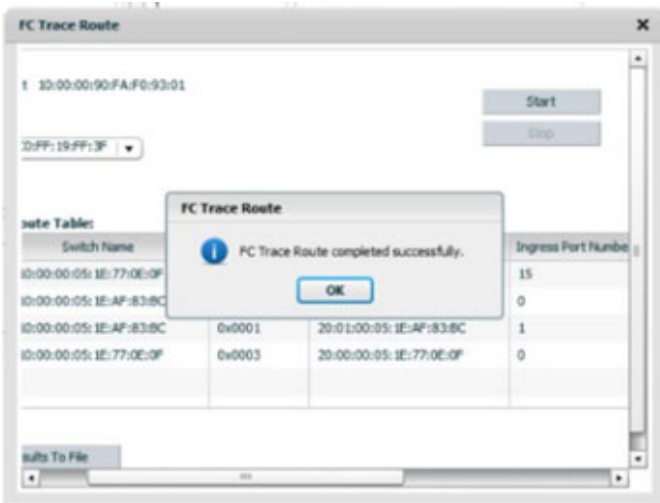 FC Trace Route
t 10:00:00:90:FA:F0:93:01
Start
Stop
0:FF:19:FF:3F
oute Table:
Switch Name
Ingress Port Numbe
FC Trace Route
FC Trace Route completed successfully.
OK
10:00:00:05:1E:77:0E:0F
15
10:00:00:05:1E:AF:83:BC
0
10:00:00:05:1E:AF:83:BC 0x0001 20:01:00:05:1E:AF:83:BC 1
10:00:00:05:1E:77:0E:0F 0x0003 20:00:00:05:1E:77:0E:0F 0
sults To File